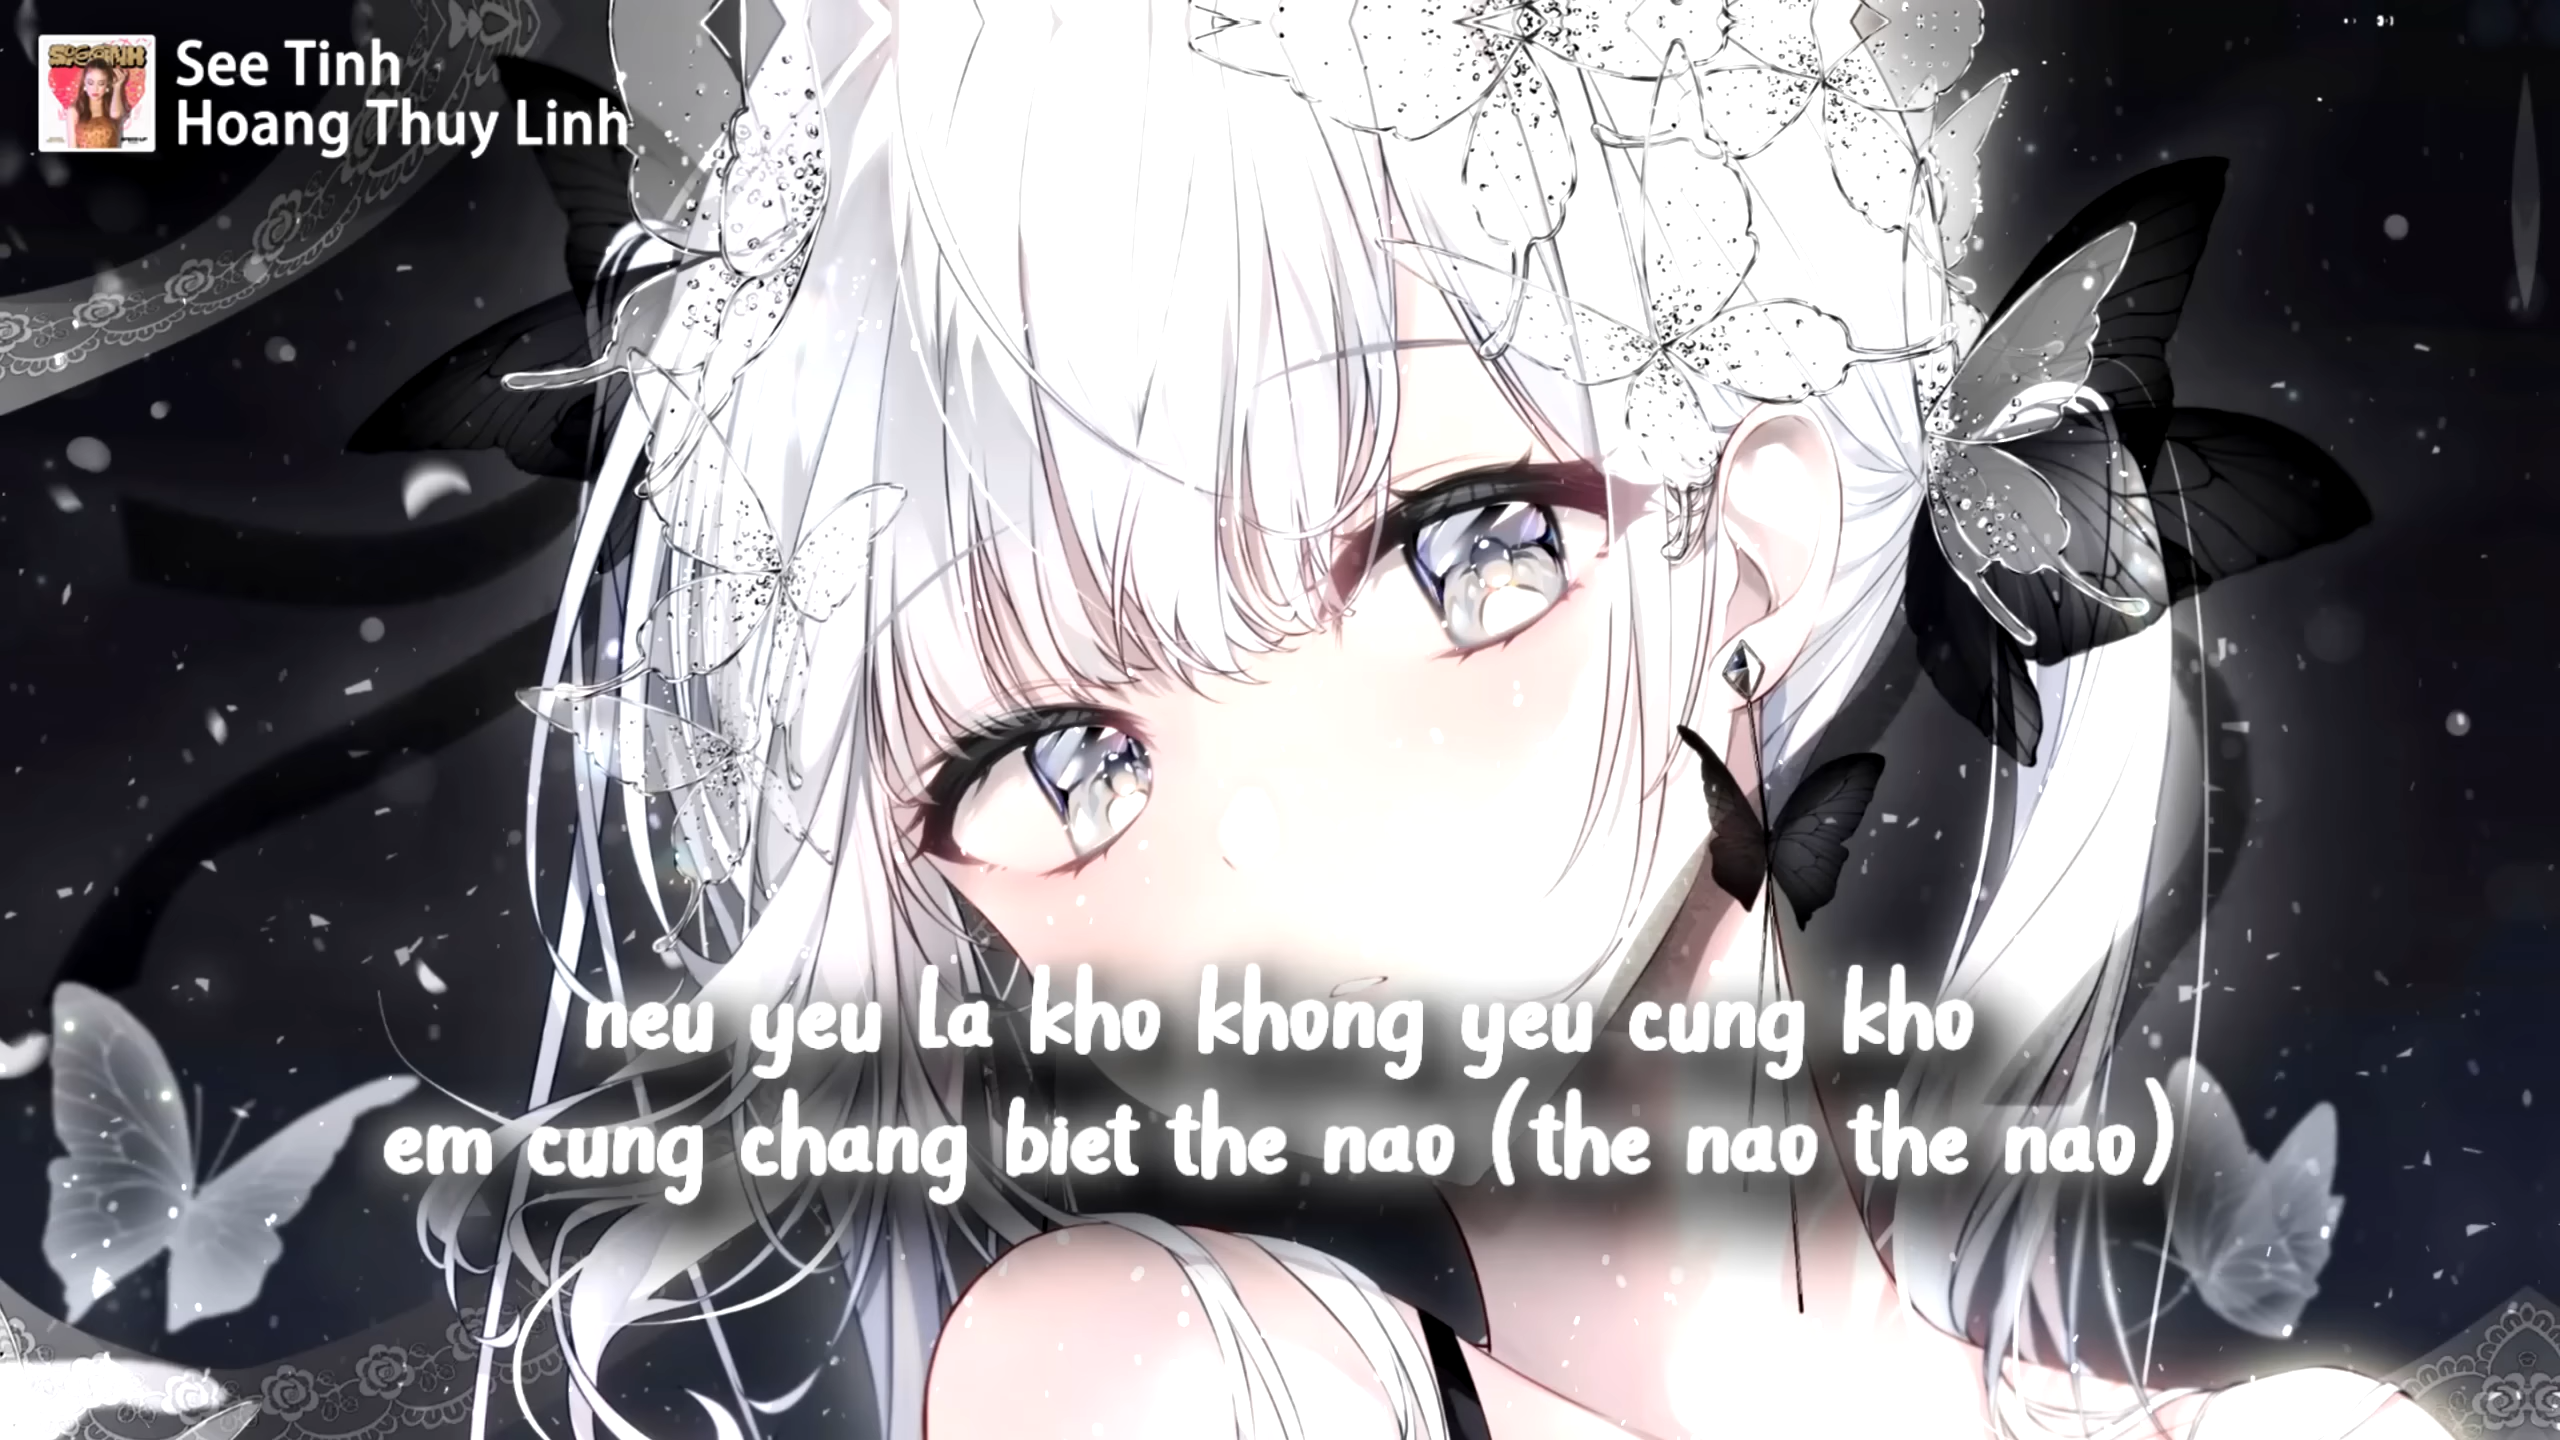 See Tinh
Hoang Thuy Linh
neu yeu la kho khong yeu cung kho
em cung chang biet the nao (the nao the nao)